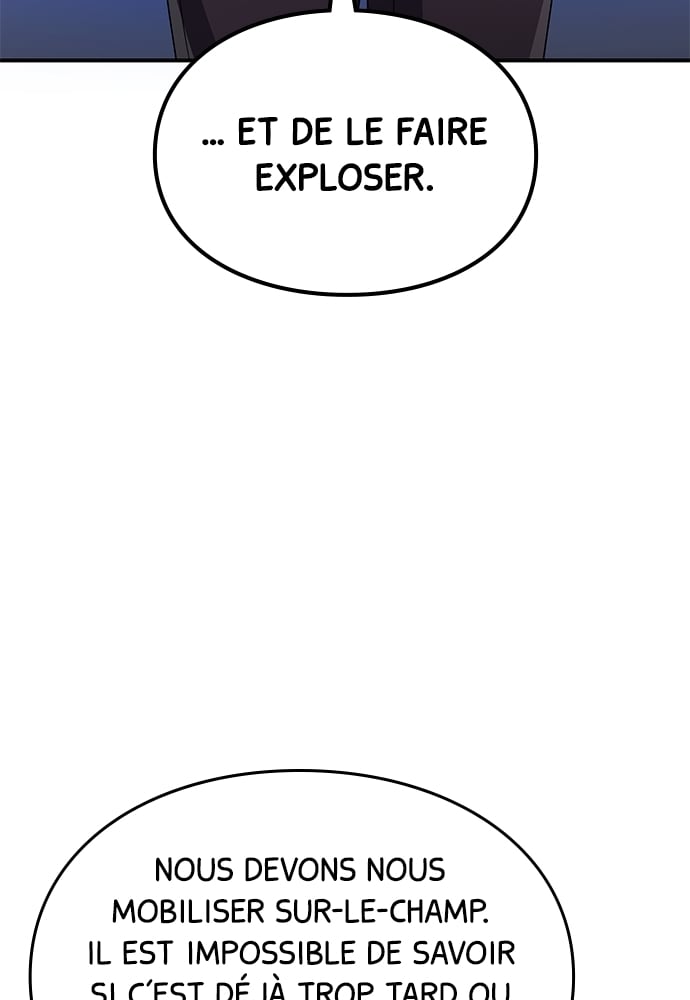 ... ET DE LE FAIRE
EXPLOSER.
NOUS DEVONS NOUS
MOBILISER SUR-LE-CHAMP.
IL EST IMPOSSIBLE DE SAVOIR
SI C'EST DÉJÀ TROP TARD OU